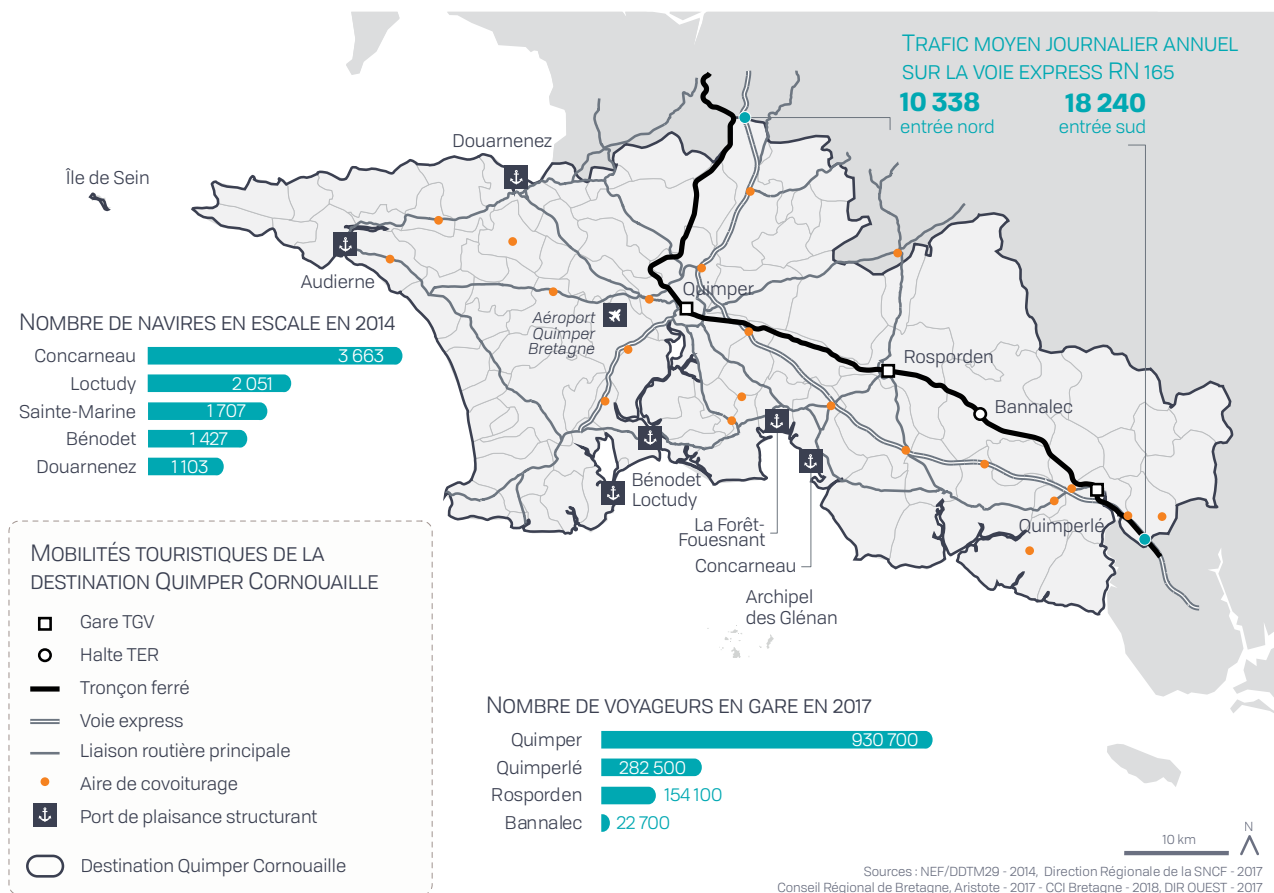 TRAFIC MOYEN JOURNALIER ANNUEL
SUR LA VOIE EXPRESS RN 165
10 338
entrée nord
18 240
entrée sud
Douarnenez
Île de Sein
Audierne
Quimper
Aéroport
Quimper
Bretagne
Rosporden
Bannalec
Bénodet
Loctudy
Quimperlé
La Forêt-
Fouesnant
Concarneau
Archipel
des Glénan
NOMBRE DE NAVIRES EN ESCALE EN 2014
Concarneau 3 663
Loctudy 2 051
Sainte-Marine 1 707
Bénodet 1 427
Douarnenez 1 103
MOBILITÉS TOURISTIQUES DE LA
DESTINATION QUIMPER CORNOUAILLE
Gare TGV
Halte TER
Tronçon ferré
Voie express
Liaison routière principale
Aire de covoiturage
Port de plaisance structurant
Destination Quimper Cornouaille
NOMBRE DE VOYAGEURS EN GARE EN 2017
Quimper 930 700
Quimperlé 282 500
Rosporden 154 100
Bannalec 22 700
10 km
N
Sources : NEF/DDTM29 - 2014, Direction Régionale de la SNCF - 2017
Conseil Régional de Bretagne, Aristote - 2017 - CCI Bretagne - 2018, DIR OUEST - 2017